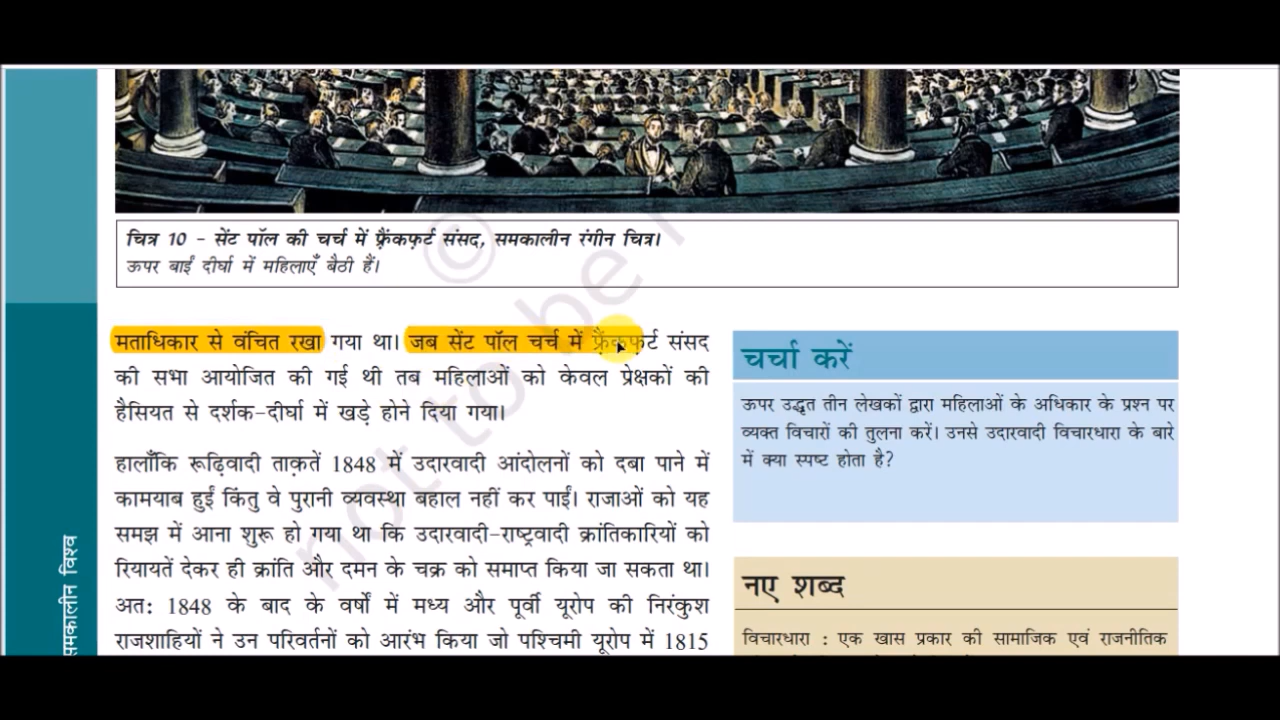 चित्र 10 – सेंट पॉल की चर्च में फ़्रैंकफ़र्ट संसद, समकालीन रंगीन चित्र।
ऊपर बाईं दीर्घा में महिलाएँ बैठी हैं।
मताधिकार से वंचित रखा गया था। जब सेंट पॉल चर्च में फ़्रैंकफ़र्ट संसद
की सभा आयोजित की गई थी तब महिलाओं को केवल प्रेक्षकों की
हैसियत से दर्शक-दीर्घा में खड़े होने दिया गया।
हालाँकि रूढ़िवादी ताक़तें 1848 में उदारवादी आंदोलनों को दबा पाने में
कामयाब हुईं किंतु वे पुरानी व्यवस्था बहाल नहीं कर पाईं। राजाओं को यह
समझ में आना शुरू हो गया था कि उदारवादी-राष्ट्रवादी क्रांतिकारियों को
रियायतें देकर ही क्रांति और दमन के चक्र को समाप्त किया जा सकता था।
अत: 1848 के बाद के वर्षों में मध्य और पूर्वी यूरोप की निरंकुश
राजशाहियों ने उन परिवर्तनों को आरंभ किया जो पश्चिमी यूरोप में 1815
चर्चा करें
ऊपर उद्धृत तीन लेखकों द्वारा महिलाओं के अधिकार के प्रश्न पर
व्यक्त विचारों की तुलना करें। उनसे उदारवादी विचारधारा के बारे
में क्या स्पष्ट होता है?
नए शब्द
विचारधारा : एक खास प्रकार की सामाजिक एवं राजनीतिक
समकालीन विश्व
© not to be r